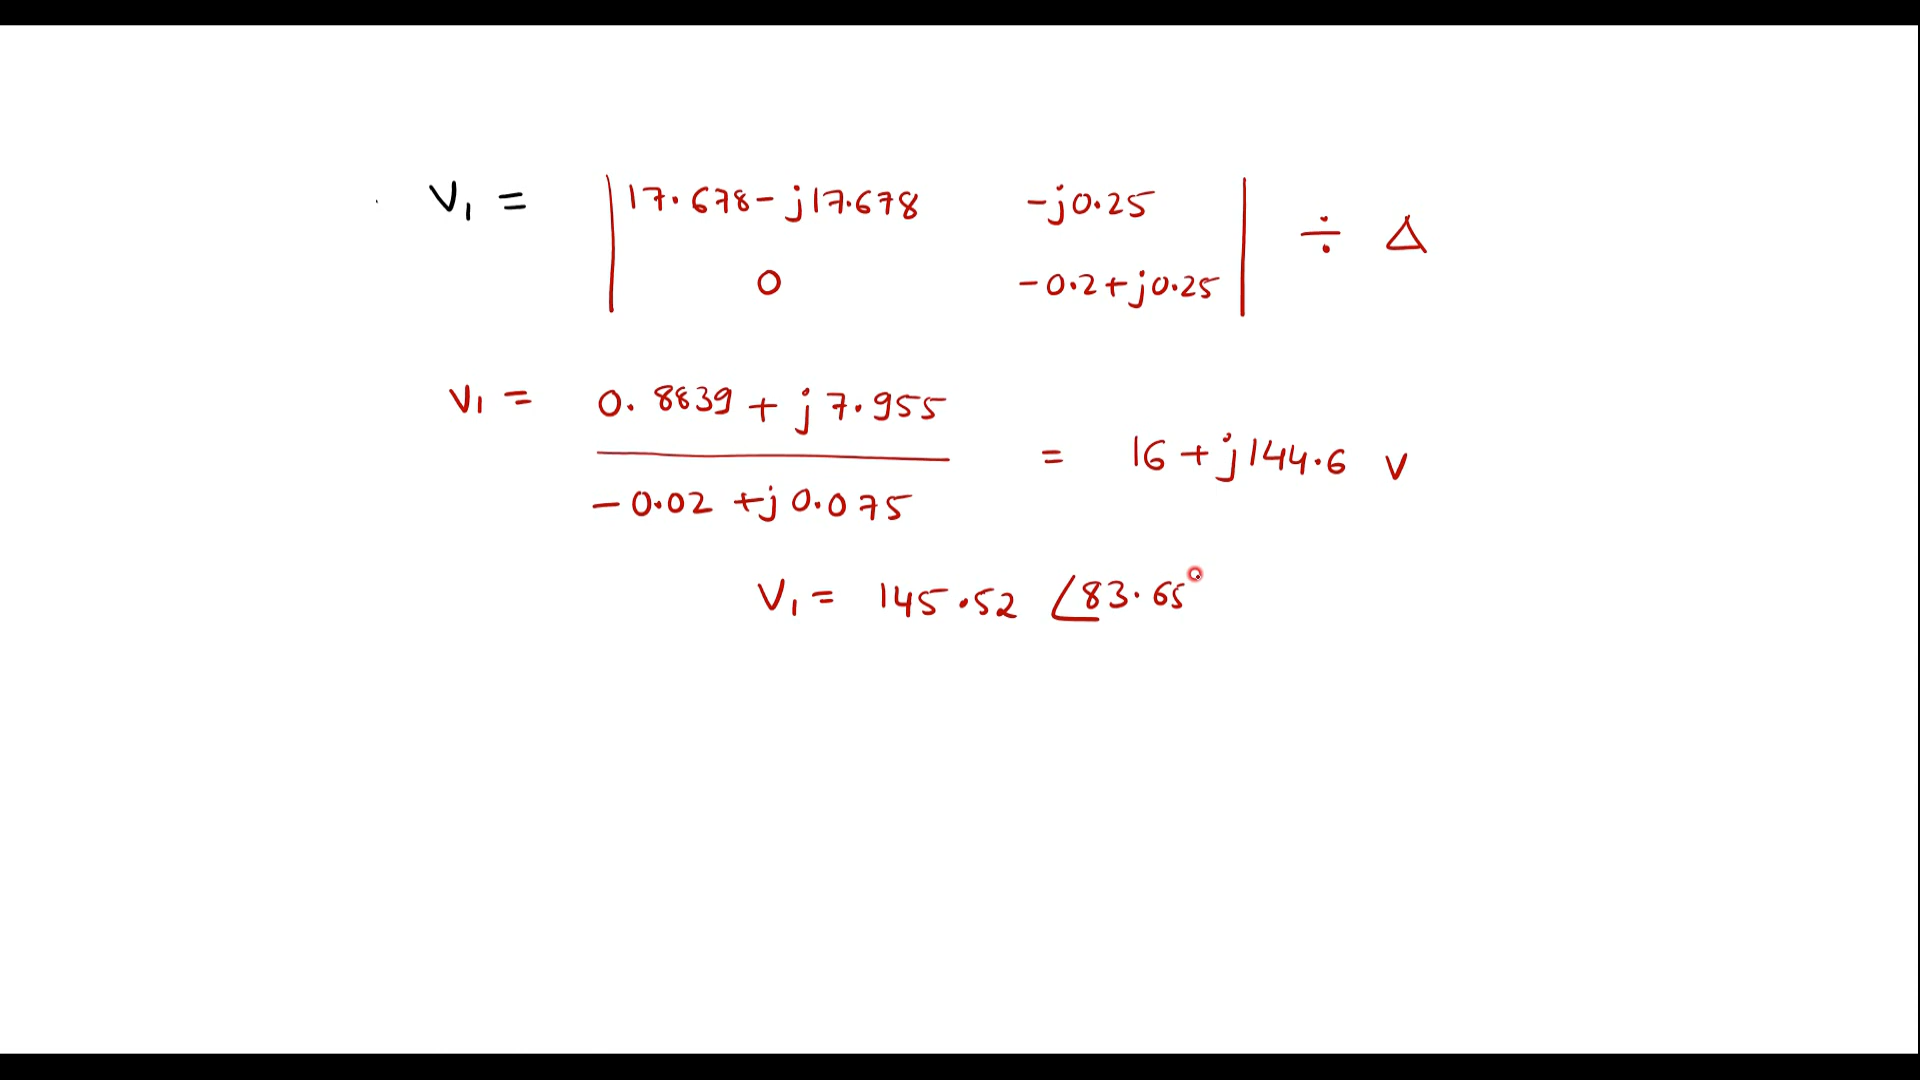 V₁ = | 17.678-j17.678 -j0.25 | ÷ Δ
| 0 -0.2+j0.25 |
V₁ = 0.8839 + j7.955 / -0.02 +j0.075 = 16 + j144.6 V
V₁ = 145.52 ∠83.65°